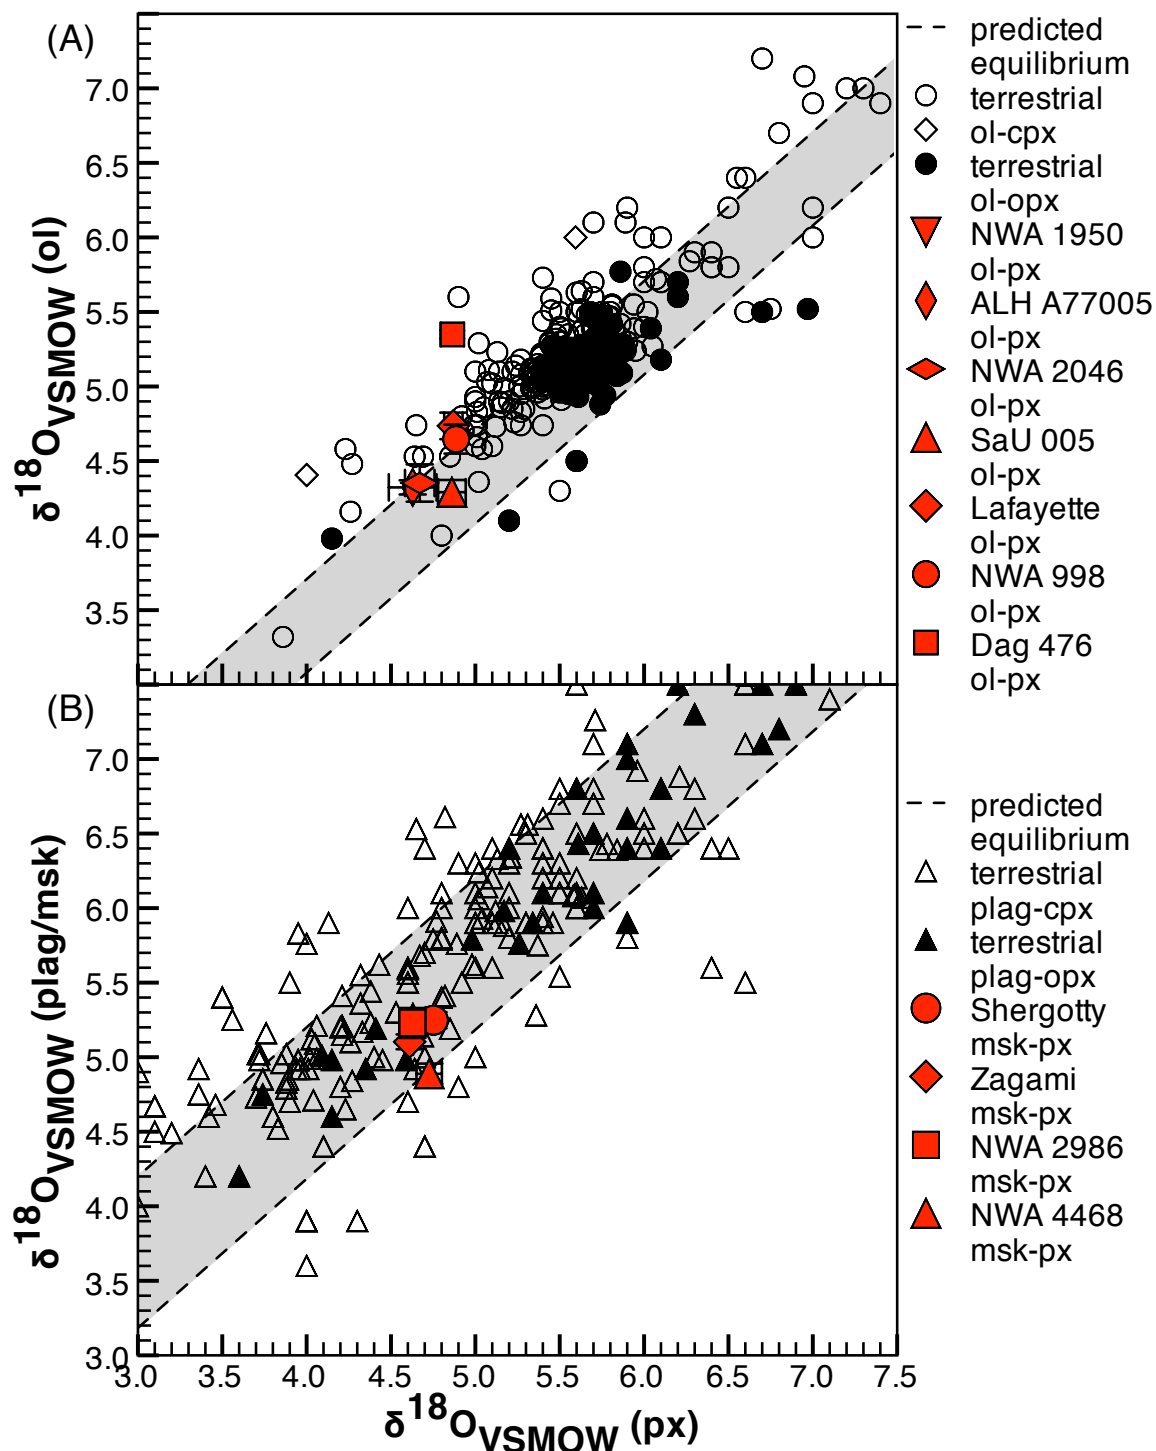 (A)
7.0
6.5
6.0
5.5
5.0
4.5
4.0
3.5
δ18OVSMOW (ol)
predicted
equilibrium
terrestrial
ol-cpx
terrestrial
ol-opx
NWA 1950
ol-px
ALH A77005
ol-px
NWA 2046
ol-px
SaU 005
ol-px
Lafayette
ol-px
NWA 998
ol-px
Dag 476
ol-px
(B)
7.0
6.5
6.0
5.5
5.0
4.5
4.0
3.5
3.0
δ18OVSMOW (plag/msk)
predicted
equilibrium
terrestrial
plag-cpx
terrestrial
plag-opx
Shergotty
msk-px
Zagami
msk-px
NWA 2986
msk-px
NWA 4468
msk-px
3.0 3.5 4.0 4.5 5.0 5.5 6.0 6.5 7.0 7.5
δ18OVSMOW (px)